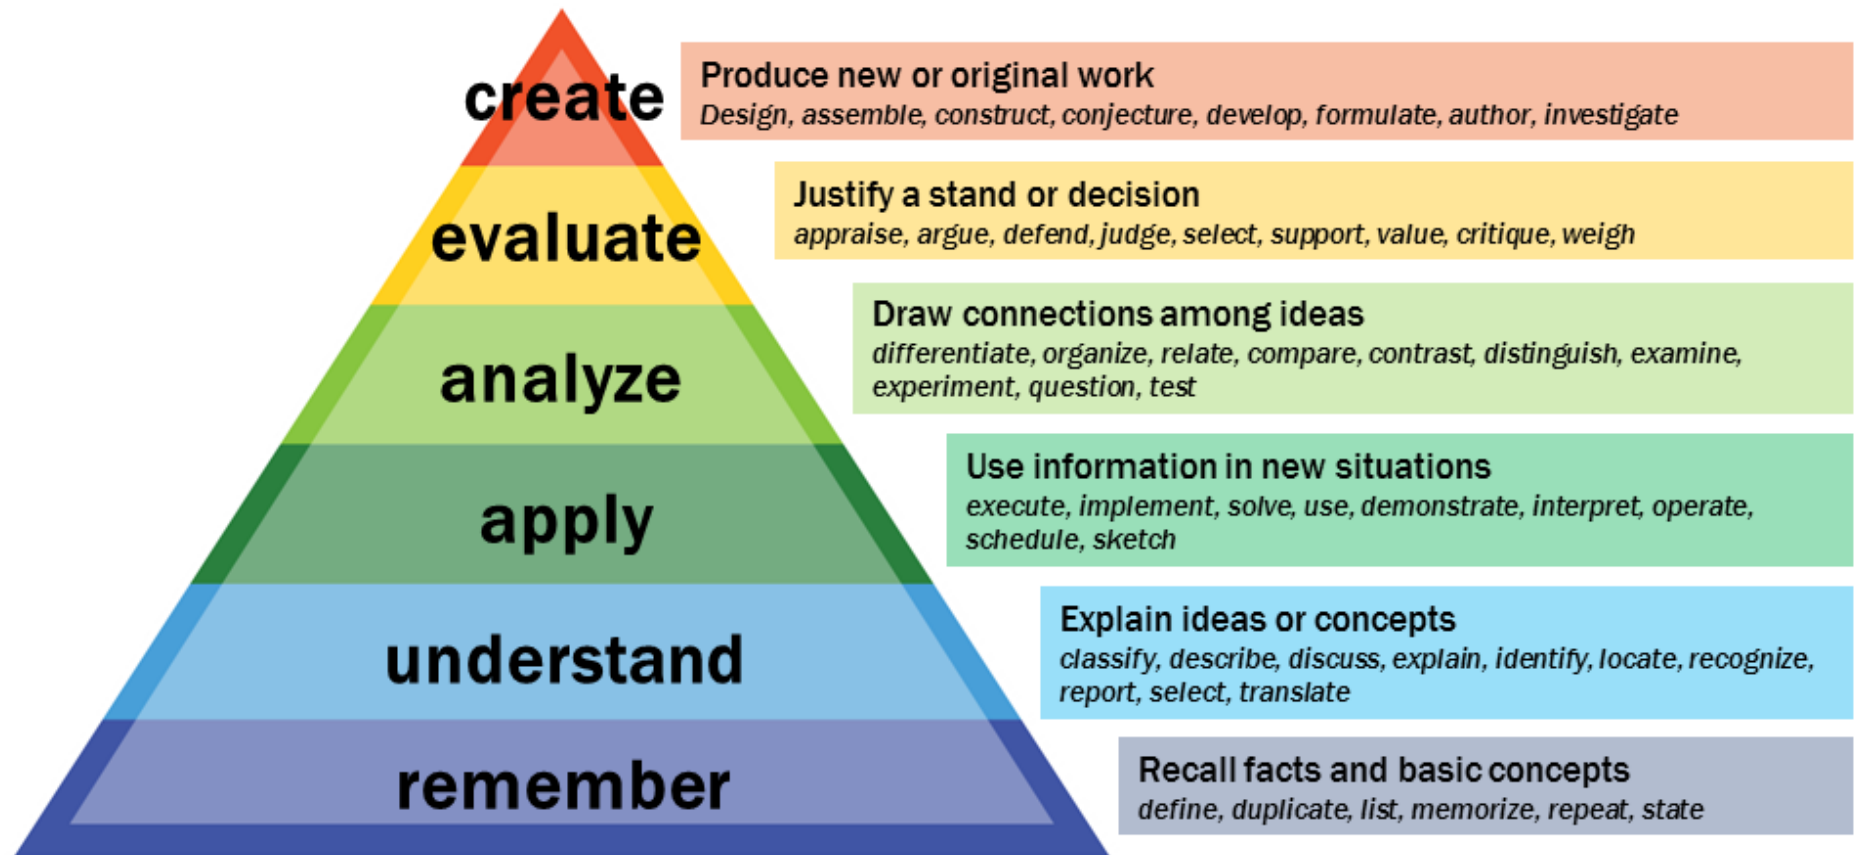 create
Produce new or original work
Design, assemble, construct, conjecture, develop, formulate, author, investigate
evaluate
Justify a stand or decision
appraise, argue, defend, judge, select, support, value, critique, weigh
analyze
Draw connections among ideas
differentiate, organize, relate, compare, contrast, distinguish, examine,
experiment, question, test
apply
Use information in new situations
execute, implement, solve, use, demonstrate, interpret, operate,
schedule, sketch
understand
Explain ideas or concepts
classify, describe, discuss, explain, identify, locate, recognize,
report, select, translate
remember
Recall facts and basic concepts
define, duplicate, list, memorize, repeat, state